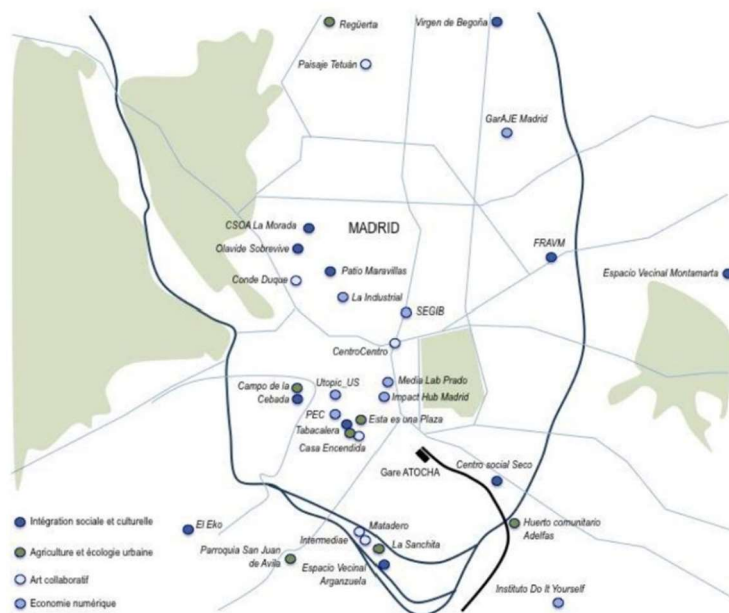 Regüerta
Virgen de Begoña
Paisaje Tetuán
GarAJE Madrid
CSOA La Morada
MADRID
Olavide Sobrevive
FRAVM
Patio Maravillas
Espacio Vecinal Montamarta
Conde Duque
La Industrial
SEGIB
CentroCentro
Campo de la
Cebada
Utopic_US
Media Lab Prado
Impact Hub Madrid
PEC
Esta es una Plaza
Tabacalera
Casa Encendida
Gare ATOCHA
Centro social Seco
Intégration sociale et culturelle
El Eko
Matadero
Huerto comunitario
Adelfas
Agriculture et écologie urbaine
Intermediae
La Sanchita
Parroquia San Juan
de Avila
Espacio Vecinal
Arganzuela
Art collaboratif
Economie numérique
Instituto Do It Yourself